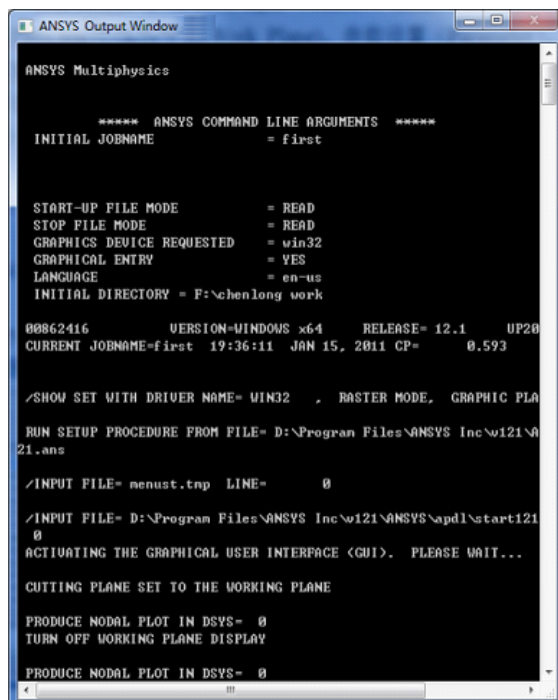 ANSYS Output Window
ANSYS Multiphysics
***** ANSYS COMMAND LINE ARGUMENTS *****
INITIAL JOBNAME = first
START-UP FILE MODE = READ
STOP FILE MODE = READ
GRAPHICS DEVICE REQUESTED = win32
GRAPHICAL ENTRY = YES
LANGUAGE = en-us
INITIAL DIRECTORY = F:\chenlong work
00862416 VERSION=WINDOWS x64 RELEASE= 12.1 UP20
CURRENT JOBNAME=first 19:36:11 JAN 15, 2011 CP= 0.593
/SHOW SET WITH DRIVER NAME= WIN32 , RASTER MODE, GRAPHIC PLA
RUN SETUP PROCEDURE FROM FILE= D:\Program Files\ANSYS Inc\v121\A
21.ans
/INPUT FILE= menust.tmp LINE= 0
/INPUT FILE= D:\Program Files\ANSYS Inc\v121\ANSYS\apdl\start121
0
ACTIVATING THE GRAPHICAL USER INTERFACE (GUI). PLEASE WAIT...
CUTTING PLANE SET TO THE WORKING PLANE
PRODUCE NODAL PLOT IN DSYS= 0
TURN OFF WORKING PLANE DISPLAY
PRODUCE NODAL PLOT IN DSYS= 0